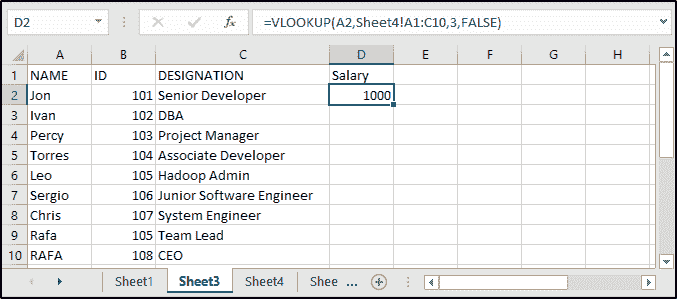 D2 fx =VLOOKUP(A2,Sheet4!A1:C10,3,FALSE)
A B C D E F G H
1 NAME ID DESIGNATION Salary
2 Jon 101 Senior Developer 1000
3 Ivan 102 DBA
4 Percy 103 Project Manager
5 Torres 104 Associate Developer
6 Leo 105 Hadoop Admin
7 Sergio 106 Junior Software Engineer
8 Chris 107 System Engineer
9 Rafa 105 Team Lead
10 RAFA 108 CEO
Sheet1 Sheet3 Sheet4 Shee ...